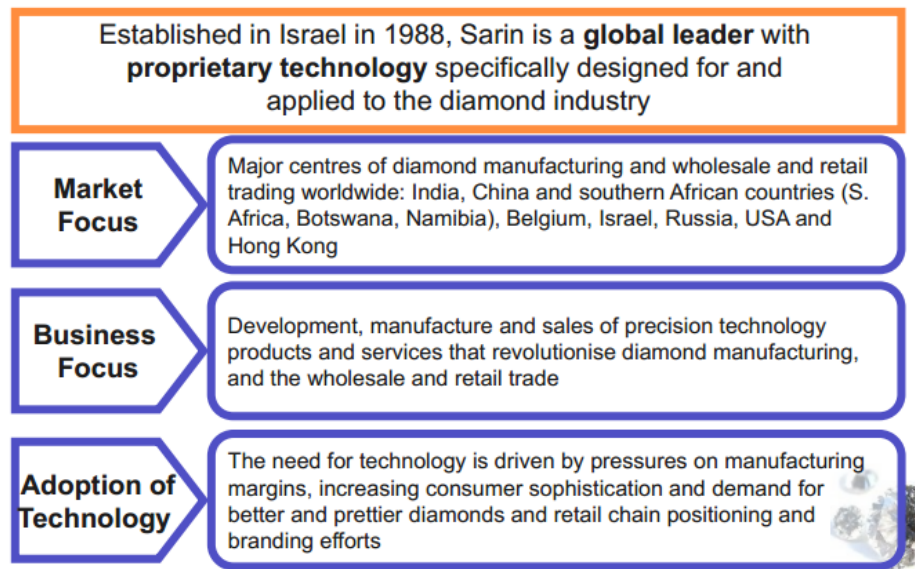 Established in Israel in 1988, Sarin is a global leader with
proprietary technology specifically designed for and
applied to the diamond industry
Market
Focus
Major centres of diamond manufacturing and wholesale and retail
trading worldwide: India, China and southern African countries (S.
Africa, Botswana, Namibia), Belgium, Israel, Russia, USA and
Hong Kong
Business
Focus
Development, manufacture and sales of precision technology
products and services that revolutionise diamond manufacturing,
and the wholesale and retail trade
Adoption of
Technology
The need for technology is driven by pressures on manufacturing
margins, increasing consumer sophistication and demand for
better and prettier diamonds and retail chain positioning and
branding efforts